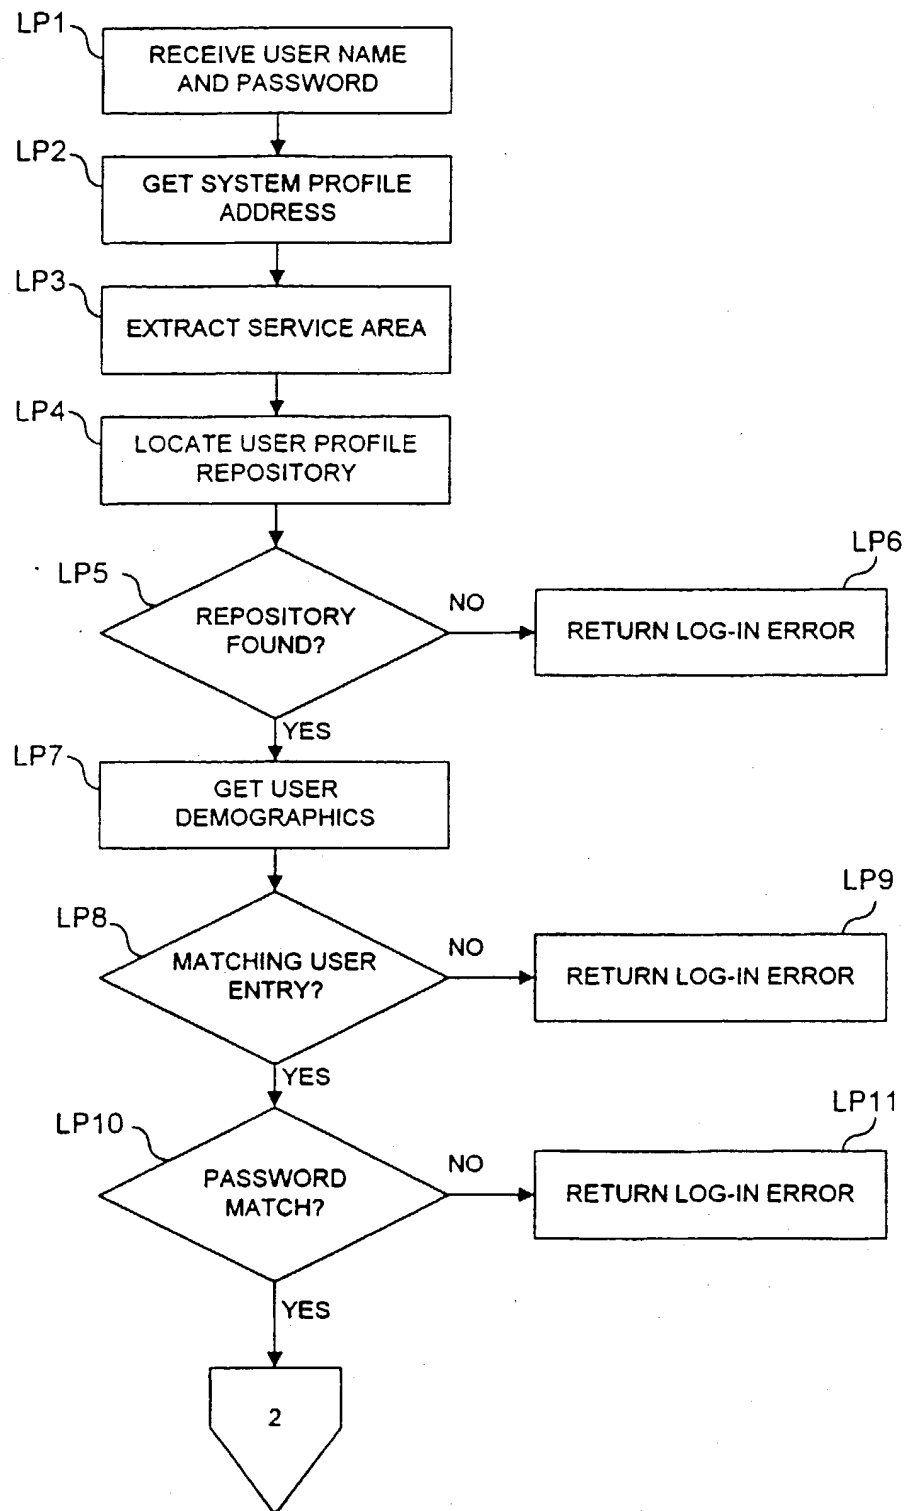 LP1
RECEIVE USER NAME
AND PASSWORD
LP2
GET SYSTEM PROFILE
ADDRESS
LP3
EXTRACT SERVICE AREA
LP4
LOCATE USER PROFILE
REPOSITORY
LP5
REPOSITORY
FOUND?
NO
LP6
RETURN LOG-IN ERROR
YES
LP7
GET USER
DEMOGRAPHICS
LP8
MATCHING USER
ENTRY?
NO
LP9
RETURN LOG-IN ERROR
YES
LP10
PASSWORD
MATCH?
NO
LP11
RETURN LOG-IN ERROR
YES
2